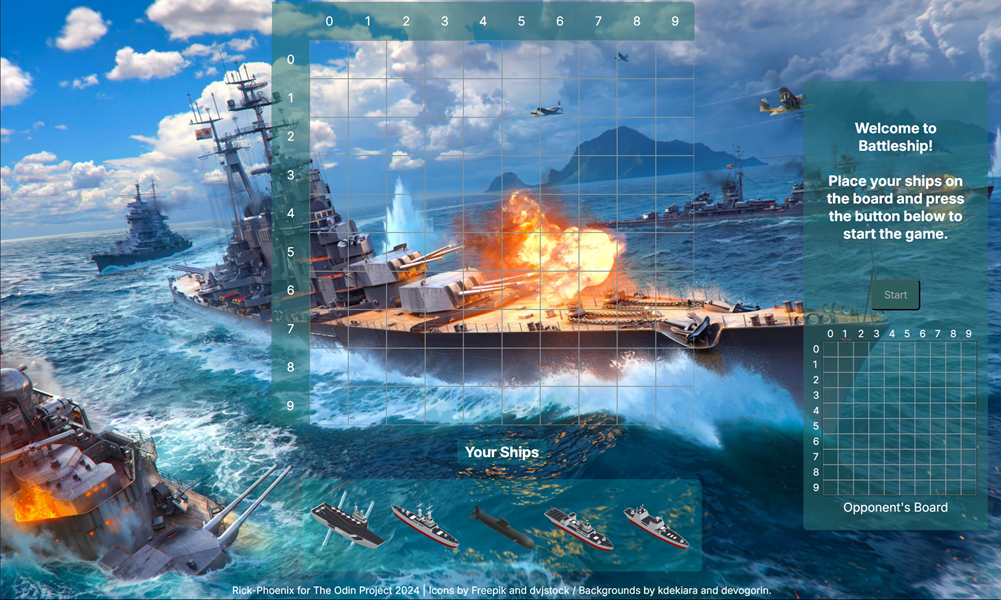 0 1 2 3 4 5 6 7 8 9
0
1
2
3
4
5
6
7
8
9
Welcome to
Battleship!
Place your ships on
the board and press
the button below to
start the game.
Start
0 1 2 3 4 5 6 7 8 9
0
1
2
3
4
5
6
7
8
9
Opponent's Board
Your Ships
Rick-Phoenix for The Odin Project 2024 | Icons by Freepik and dvjstock / Backgrounds by kdekiara and devogorin.